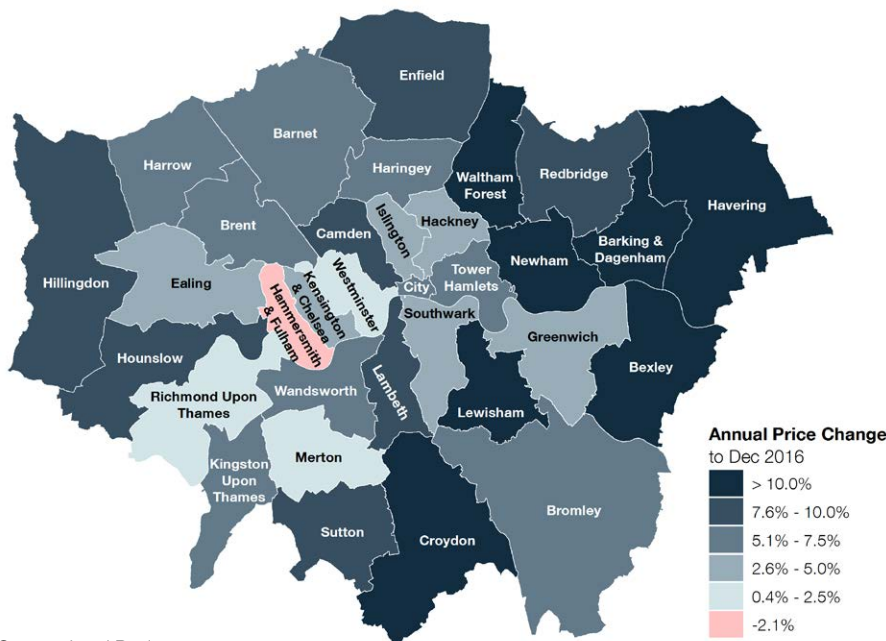 Enfield
Barnet
Harrow
Haringey
Waltham
Forest
Redbridge
Havering
Brent
Camden
Islington
Hackney
Barking &
Dagenham
Newham
Hillingdon
Ealing
Hammersmith
& Fulham
Kensington
& Chelsea
Westminster
City
Tower
Hamlets
Southwark
Greenwich
Bexley
Hounslow
Richmond Upon
Thames
Wandsworth
Lambeth
Lewisham
Merton
Kingston
Upon
Thames
Sutton
Croydon
Bromley
Annual Price Change
to Dec 2016
> 10.0%
7.6% - 10.0%
5.1% - 7.5%
2.6% - 5.0%
0.4% - 2.5%
-2.1%